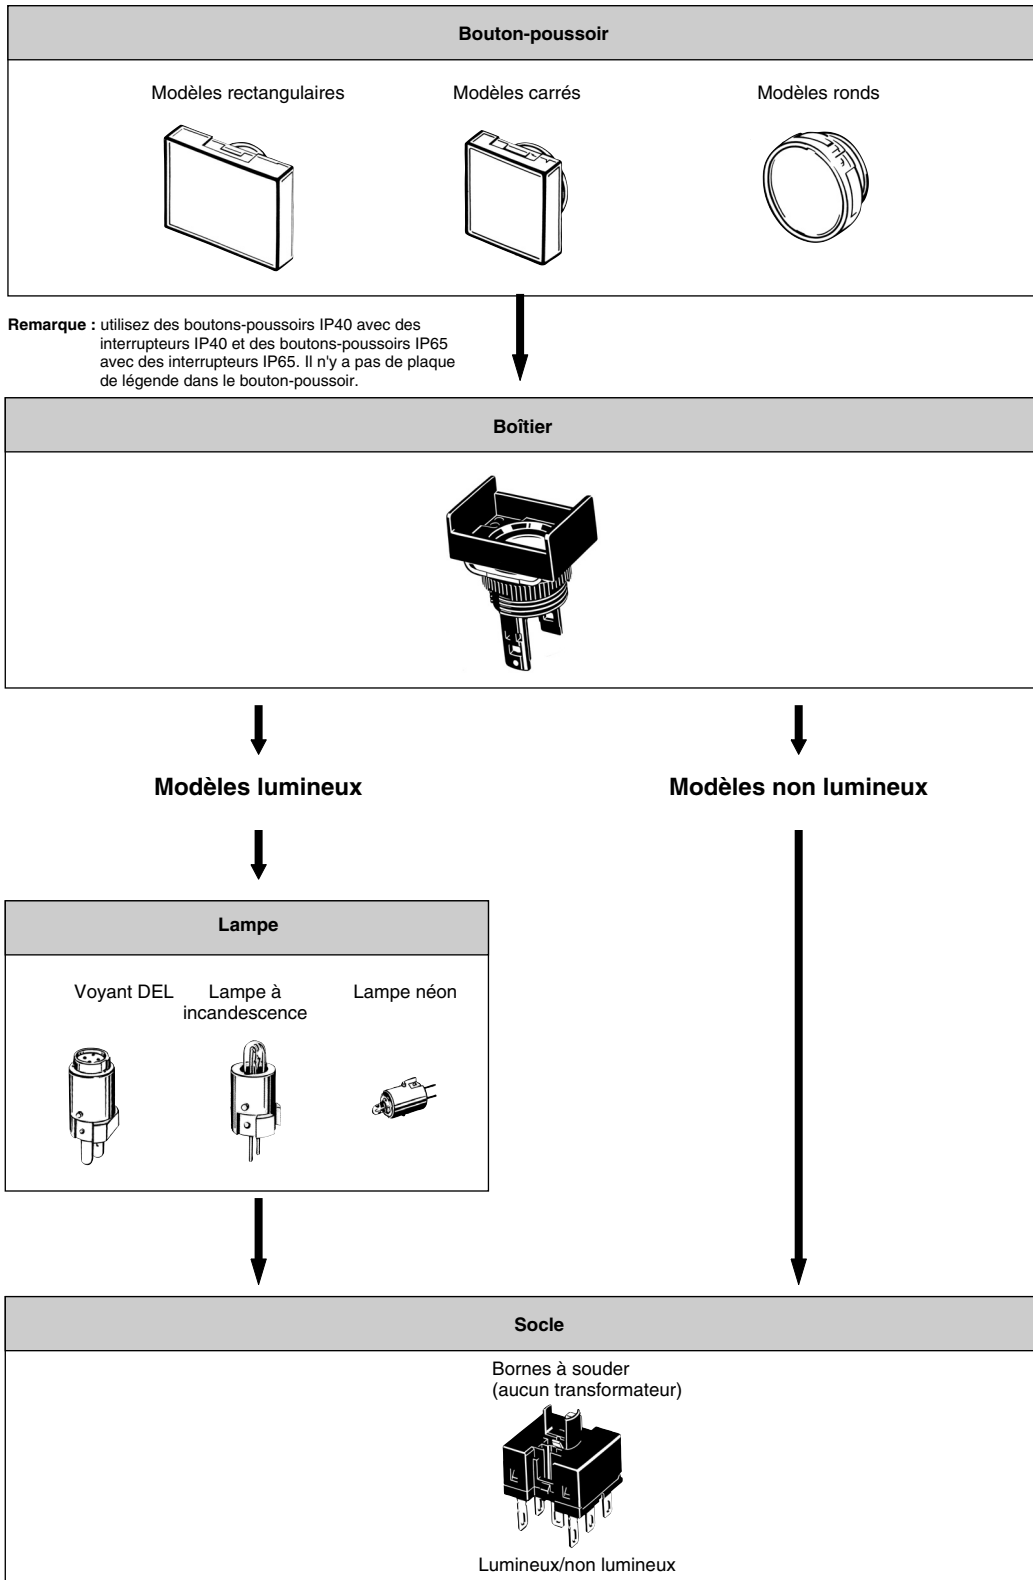 Bouton-poussoir
Modèles rectangulaires
Modèles carrés
Modèles ronds
Remarque : utilisez des boutons-poussoirs IP40 avec des
interrupteurs IP40 et des boutons-poussoirs IP65
avec des interrupteurs IP65. Il n'y a pas de plaque
de légende dans le bouton-poussoir.
Boîtier
Modèles lumineux
Modèles non lumineux
Lampe
Voyant DEL
Lampe à
incandescence
Lampe néon
Socle
Bornes à souder
(aucun transformateur)
Lumineux/non lumineux